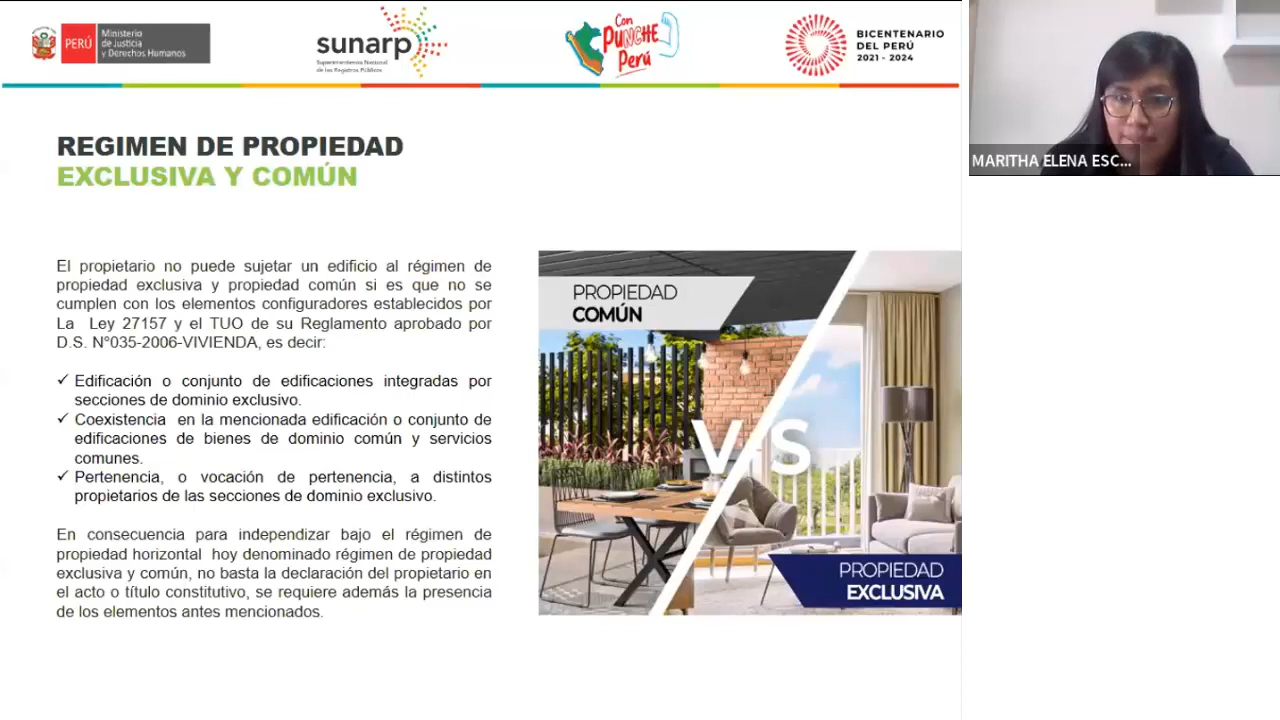 PERÚ
Ministerio
de Justicia
y Derechos Humanos
sunarp
Superintendencia Nacional
de los Registros Públicos
Con
PUNCHE
Perú
BICENTENARIO
DEL PERÚ
2021 - 2024
MARITHA ELENA ESC...
REGIMEN DE PROPIEDAD
EXCLUSIVA Y COMÚN
El propietario no puede sujetar un edificio al régimen de
propiedad exclusiva y propiedad común si es que no se
cumplen con los elementos configuradores establecidos por
La Ley 27157 y el TUO de su Reglamento aprobado por
D.S. N°035-2006-VIVIENDA, es decir:
✓ Edificación o conjunto de edificaciones integradas por
secciones de dominio exclusivo.
✓ Coexistencia en la mencionada edificación o conjunto de
edificaciones de bienes de dominio común y servicios
comunes.
✓ Pertenencia, o vocación de pertenencia, a distintos
propietarios de las secciones de dominio exclusivo.
En consecuencia para independizar bajo el régimen de
propiedad horizontal hoy denominado régimen de propiedad
exclusiva y común, no basta la declaración del propietario en
el acto o título constitutivo, se requiere además la presencia
de los elementos antes mencionados.
PROPIEDAD
COMÚN
V/S
PROPIEDAD
EXCLUSIVA